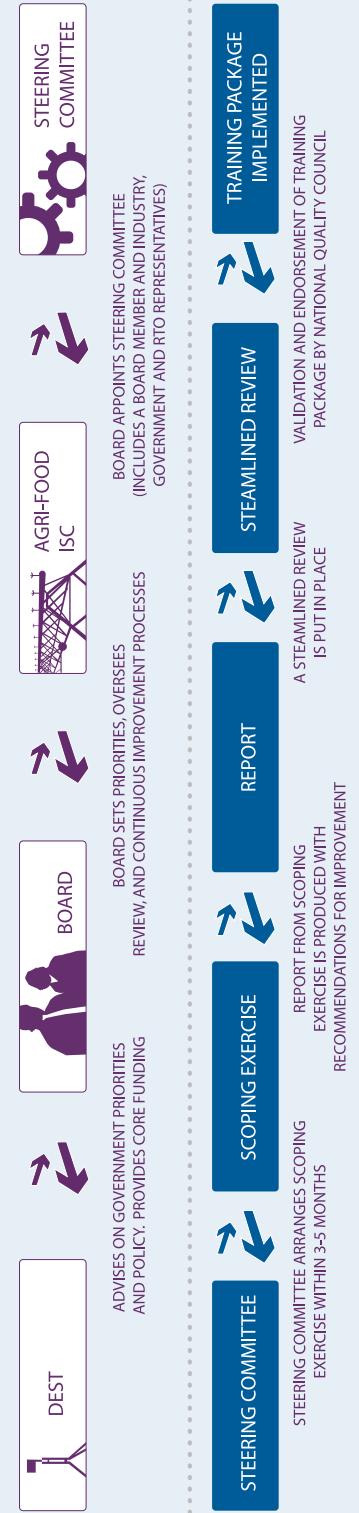 DEST
ADVISES ON GOVERNMENT PRIORITIES
AND POLICY. PROVIDES CORE FUNDING
BOARD
BOARD SETS PRIORITIES, OVERSEES
REVIEW, AND CONTINUOUS IMPROVEMENT PROCESSES
AGRI-FOOD
ISC
BOARD APPOINTS STEERING COMMITTEE
(INCLUDES A BOARD MEMBER AND INDUSTRY,
GOVERNMENT AND RTO REPRESENTATIVES)
STEERING
COMMITTEE
STEERING COMMITTEE
STEERING COMMITTEE ARRANGES SCOPING
EXERCISE WITHIN 3-5 MONTHS
SCOPING EXERCISE
REPORT FROM SCOPING
EXERCISE IS PRODUCED WITH
RECOMMENDATIONS FOR IMPROVEMENT
REPORT
A STREAMLINED REVIEW
IS PUT IN PLACE
STEAMLINED REVIEW
VALIDATION AND ENDORSEMENT OF TRAINING
PACKAGE BY NATIONAL QUALITY COUNCIL
TRAINING PACKAGE
IMPLEMENTED